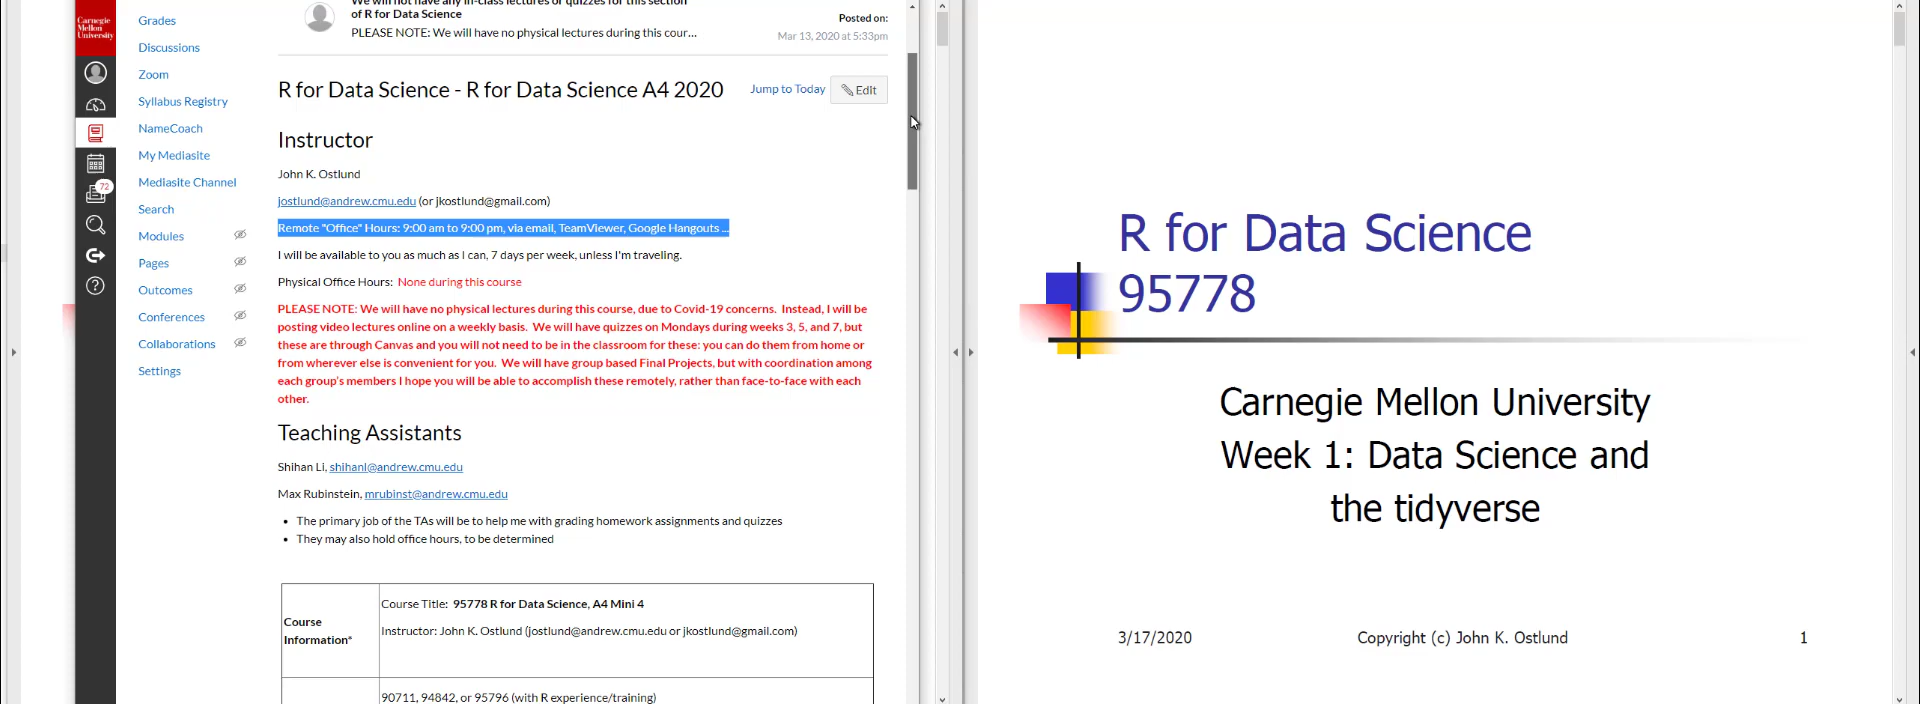 Carnegie
Mellon
University
72
Grades
Discussions
Zoom
Syllabus Registry
NameCoach
My Mediasite
Mediasite Channel
Search
Modules
Pages
Outcomes
Conferences
Collaborations
Settings
We will not have any in-class lectures or quizzes for this section
of R for Data Science
PLEASE NOTE: We will have no physical lectures during this cour...
Posted on:
Mar 13, 2020 at 5:33pm
R for Data Science - R for Data Science A4 2020
Jump to Today
Edit
Instructor
John K. Ostlund
jostlund@andrew.cmu.edu (or jkostlund@gmail.com)
Remote "Office" Hours: 9:00 am to 9:00 pm, via email, TeamViewer, Google Hangouts ...
I will be available to you as much as I can, 7 days per week, unless I'm traveling.
Physical Office Hours: None during this course
PLEASE NOTE: We will have no physical lectures during this course, due to Covid-19 concerns. Instead, I will be
posting video lectures online on a weekly basis. We will have quizzes on Mondays during weeks 3, 5, and 7, but
these are through Canvas and you will not need to be in the classroom for these: you can do them from home or
from wherever else is convenient for you. We will have group based Final Projects, but with coordination among
each group's members I hope you will be able to accomplish these remotely, rather than face-to-face with each
other.
Teaching Assistants
Shihan Li, shihanl@andrew.cmu.edu
Max Rubinstein, mrubinst@andrew.cmu.edu
• The primary job of the TAs will be to help me with grading homework assignments and quizzes
• They may also hold office hours, to be determined
Course
Information*
Course Title: 95778 R for Data Science, A4 Mini 4
Instructor: John K. Ostlund (jostlund@andrew.cmu.edu or jkostlund@gmail.com)
90711, 94842, or 95796 (with R experience/training)
R for Data Science
95778
Carnegie Mellon University
Week 1: Data Science and
the tidyverse
3/17/2020
Copyright (c) John K. Ostlund
1